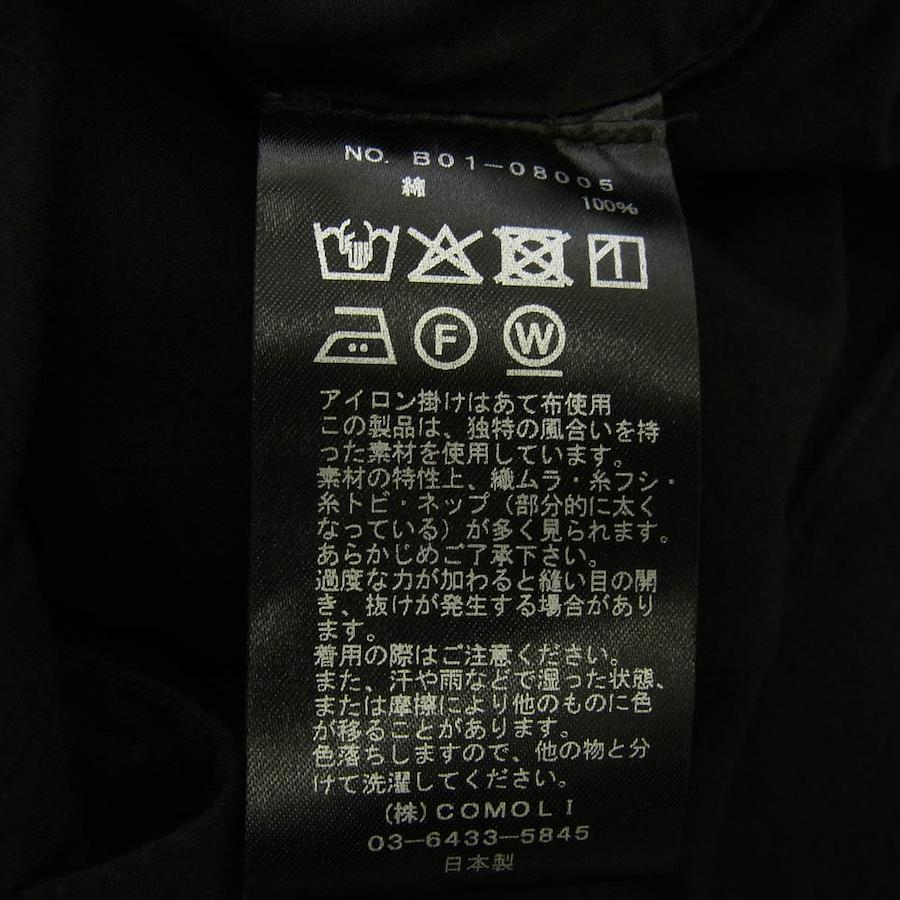 NO. B01-08005
綿 100%
F W
アイロン掛けはあて布使用
この製品は、独特の風合いを持
った素材を使用しています。
素材の特性上、織ムラ・糸フシ・
糸トビ・ネップ（部分的に太く
なっている）が多く見られます。
あらかじめご了承下さい。
過度な力が加わると縫い目の開
き、抜けが発生する場合があり
ます。
着用の際はご注意ください。
また、汗や雨などで湿った状態、
または摩擦により他のものに色
が移ることがあります。
色落ちしますので、他の物と分
けて洗濯してください。
(株) COMOLI
03-6433-5845
日本製